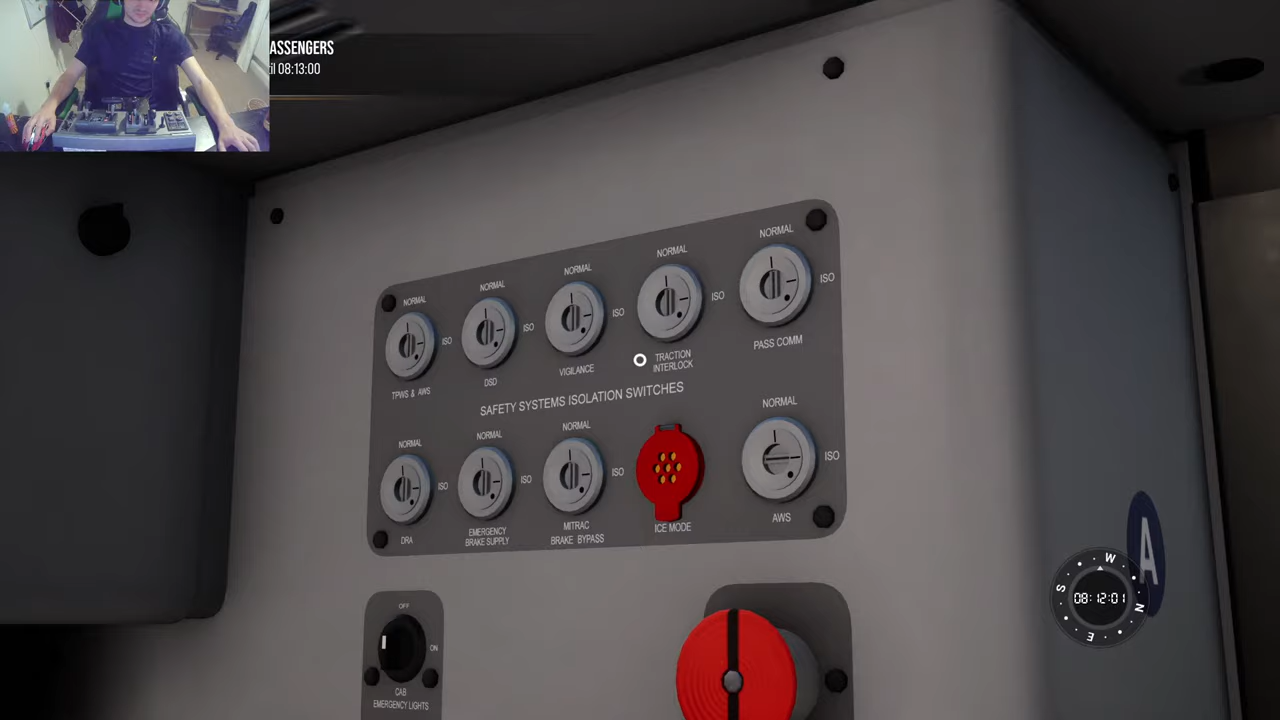 ASSENGERS
til 08:13:00
NORMAL NORMAL NORMAL NORMAL NORMAL
ISO ISO ISO ISO ISO
TPWS & AWS
DSD
VIGILANCE
TRACTION
INTERLOCK
PASS COMM
SAFETY SYSTEMS ISOLATION SWITCHES
NORMAL NORMAL NORMAL NORMAL
ISO ISO ISO ISO
DRA
EMERGENCY
BRAKE SUPPLY
MITRAC
BRAKE BYPASS
ICE MODE
AWS
OFF
ON
CAB
EMERGENCY LIGHTS
A
W
S
N
E
08:12:01